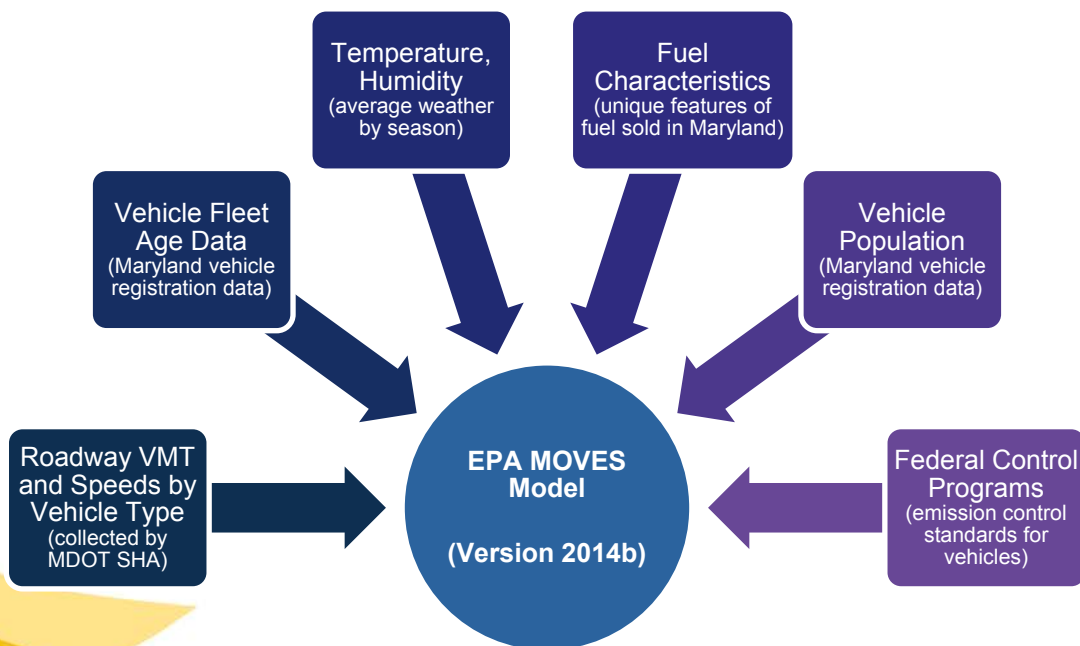 Temperature,
Humidity
(average weather
by season)
Fuel
Characteristics
(unique features of
fuel sold in Maryland)
Vehicle Fleet
Age Data
(Maryland vehicle
registration data)
Vehicle
Population
(Maryland vehicle
registration data)
Roadway VMT
and Speeds by
Vehicle Type
(collected by
MDOT SHA)
EPA MOVES
Model
(Version 2014b)
Federal Control
Programs
(emission control
standards for
vehicles)